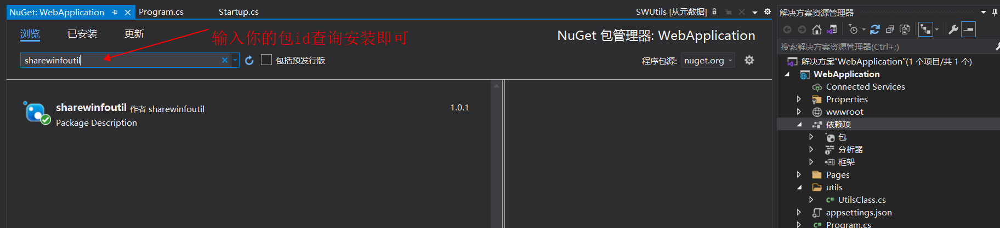 NuGet: WebApplication
Program.cs
Startup.cs
SWUtils [从元数据]
浏览
已安装
更新
输入你的包id查询安装即可
NuGet 包管理器: WebApplication
sharewinfoutil
包括预发行版
程序包源: nuget.org
sharewinfoutil 作者 sharewinfoutil
1.0.1
Package Description
解决方案资源管理器
搜索解决方案资源管理器(Ctrl+;)
解决方案“WebApplication”(1 个项目/共 1 个)
WebApplication
Connected Services
Properties
wwwroot
依赖项
包
分析器
框架
Pages
utils
C# UtilsClass.cs
appsettings.json
C# Program.cs